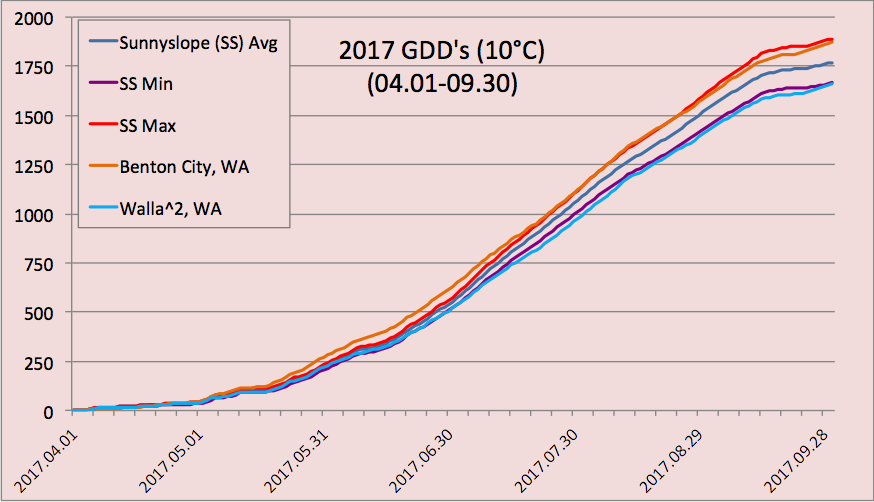 2017 GDD's (10°C)
(04.01-09.30)
Sunnyslope (SS) Avg
SS Min
SS Max
Benton City, WA
Walla^2, WA
2000
1750
1500
1250
1000
750
500
250
0
2017.04.01
2017.05.01
2017.05.31
2017.06.30
2017.07.30
2017.08.29
2017.09.28